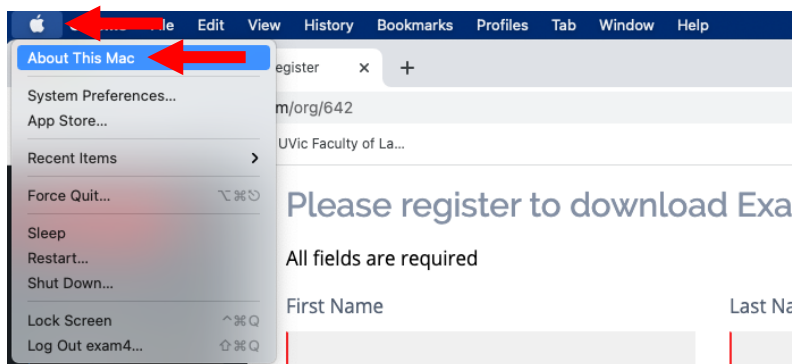 File Edit View History Bookmarks Profiles Tab Window Help
About This Mac
egister × +
System Preferences...
m/org/642
App Store...
UVic Faculty of La...
Recent Items >
Force Quit... ⌥⌘⎋
Please register to download Exa
Sleep
All fields are required
Restart...
Shut Down...
First Name Last Na
Lock Screen ^⌘Q
Log Out exam4... ⇧⌘Q